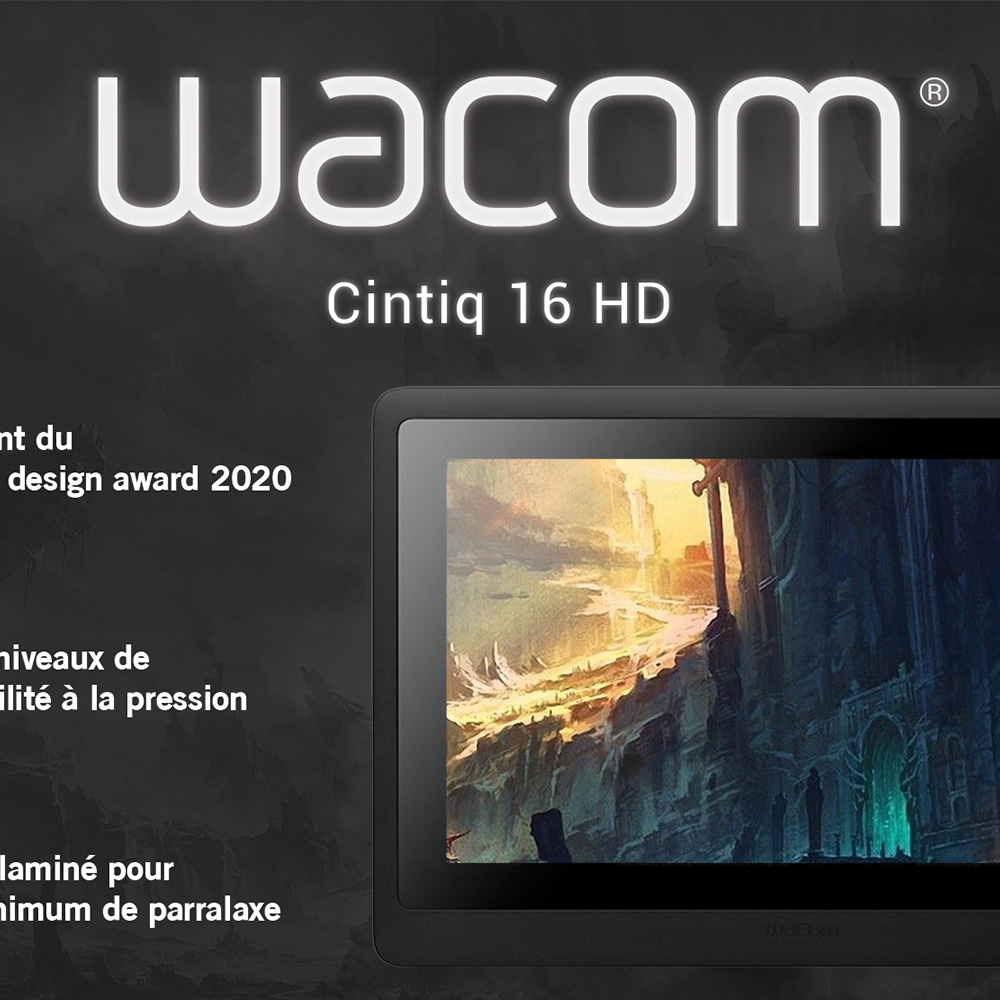 wacom®
Cintiq 16 HD
nt du
design award 2020
niveaux de
ilité à la pression
laminé pour
nimum de parralaxe
wacom